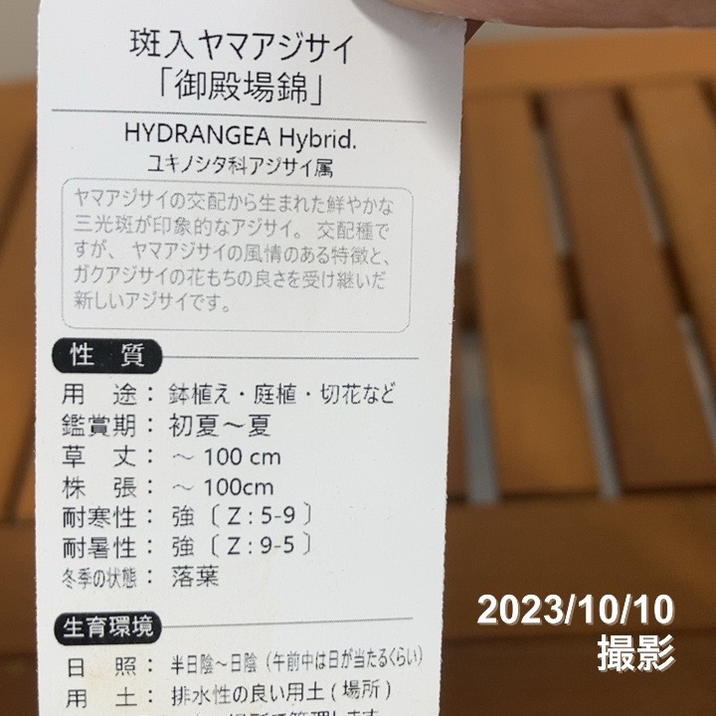 斑入ヤマアジサイ
「御殿場錦」
HYDRANGEA Hybrid.
ユキノシタ科アジサイ属
ヤマアジサイの交配から生まれた鮮やかな
三光斑が印象的なアジサイ。 交配種で
すが、 ヤマアジサイの風情のある特徴と、
ガクアジサイの花もちの良さを受け継いだ
新しいアジサイです。
性 質
用 途： 鉢植え・庭植・切花など
鑑賞期： 初夏～夏
草 丈： ～ 100 cm
株 張： ～ 100cm
耐寒性： 強〔 Z : 5-9 〕
耐暑性： 強〔 Z : 9-5 〕
冬季の状態： 落葉
生育環境
日 照： 半日陰～日陰（午前中は日が当たるくらい）
用 土： 排水性の良い用土 ( 場所 )
2023/10/10
撮影